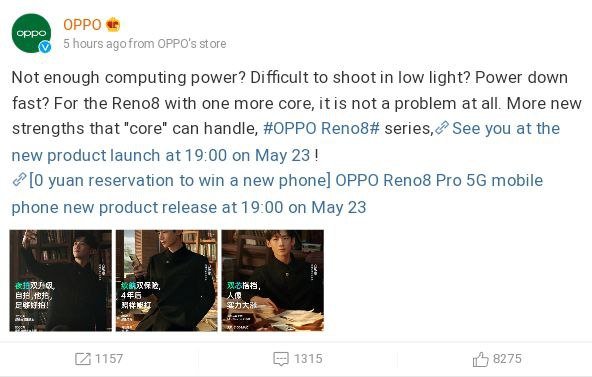 oppo
OPPO
5 hours ago from OPPO's store
Not enough computing power? Difficult to shoot in low light? Power down
fast? For the Reno8 with one more core, it is not a problem at all. More new
strengths that "core" can handle, #OPPO Reno8# series, See you at the
new product launch at 19:00 on May 23 !
[0 yuan reservation to win a new phone] OPPO Reno8 Pro 5G mobile
phone new product release at 19:00 on May 23
夜拍双升级,
自拍,他拍,
足够好拍!
续航双保险,
4年后
照样能打
双芯搭档,
人像
实力大涨
1157
1315
8275